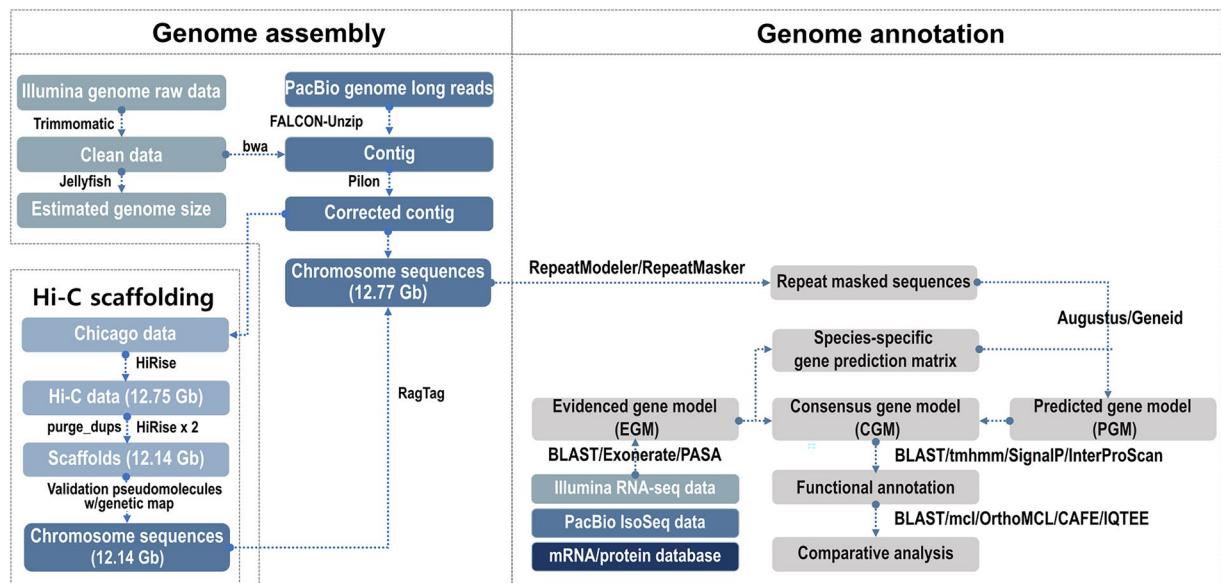 Genome assembly
Illumina genome raw data
PacBio genome long reads
Trimmomatic
FALCON-Unzip
Clean data
bwa
Contig
Jellyfish
Pilon
Estimated genome size
Corrected contig
Chromosome sequences
(12.77 Gb)
Hi-C scaffolding
Chicago data
HiRise
Hi-C data (12.75 Gb)
purge_dups
HiRise x 2
Scaffolds (12.14 Gb)
Validation pseudomolecules
w/genetic map
Chromosome sequences
(12.14 Gb)
RagTag
Genome annotation
RepeatModeler/RepeatMasker
Repeat masked sequences
Augustus/Geneid
Species-specific
gene prediction matrix
Evidenced gene model
(EGM)
Consensus gene model
(CGM)
Predicted gene model
(PGM)
BLAST/Exonerate/PASA
BLAST/tmhmm/SignalP/InterProScan
Illumina RNA-seq data
Functional annotation
PacBio IsoSeq data
BLAST/mcl/OrthoMCL/CAFE/IQTEE
mRNA/protein database
Comparative analysis